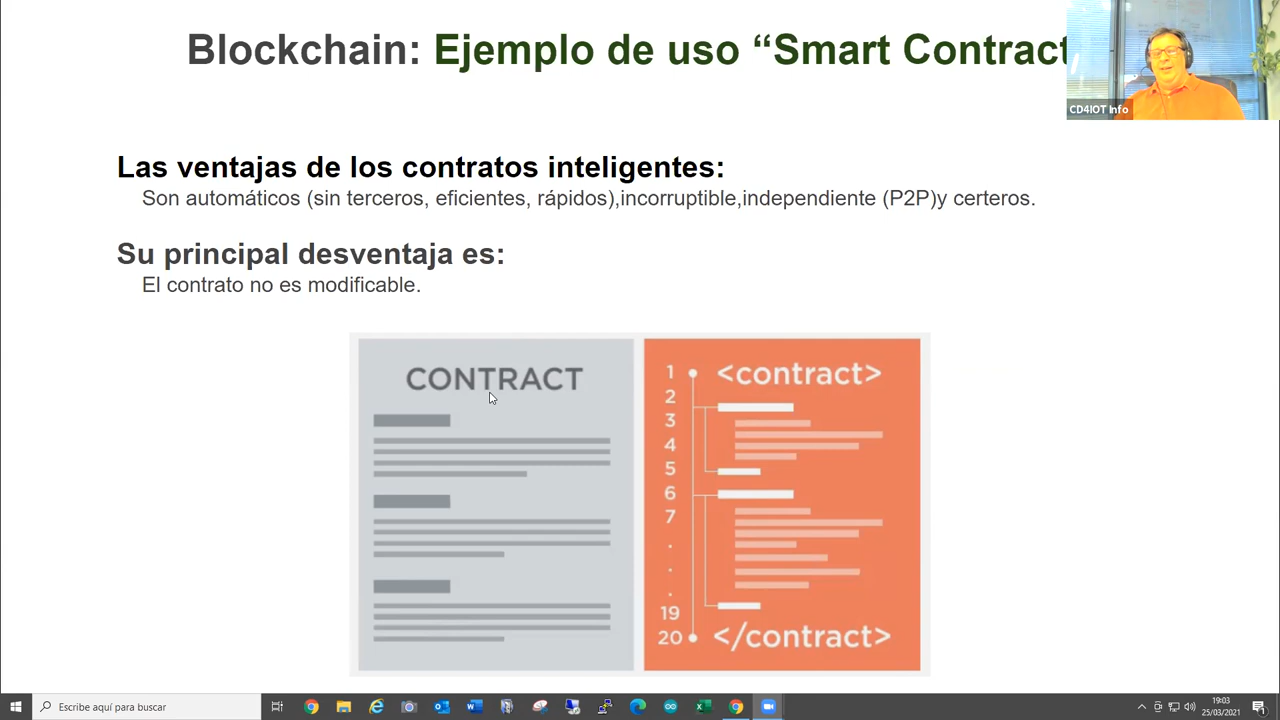 Blockchain: Ejemplo de uso “Smart Contract
CD4IOT Info
Las ventajas de los contratos inteligentes:
Son automáticos (sin terceros, eficientes, rápidos),incorruptible,independiente (P2P)y certeros.
Su principal desventaja es:
El contrato no es modificable.
CONTRACT
1 <contract>
2
3
4
5
6
7
.
.
.
19
20 </contract>
Escribe aquí para buscar
19:03
25/03/2021
1